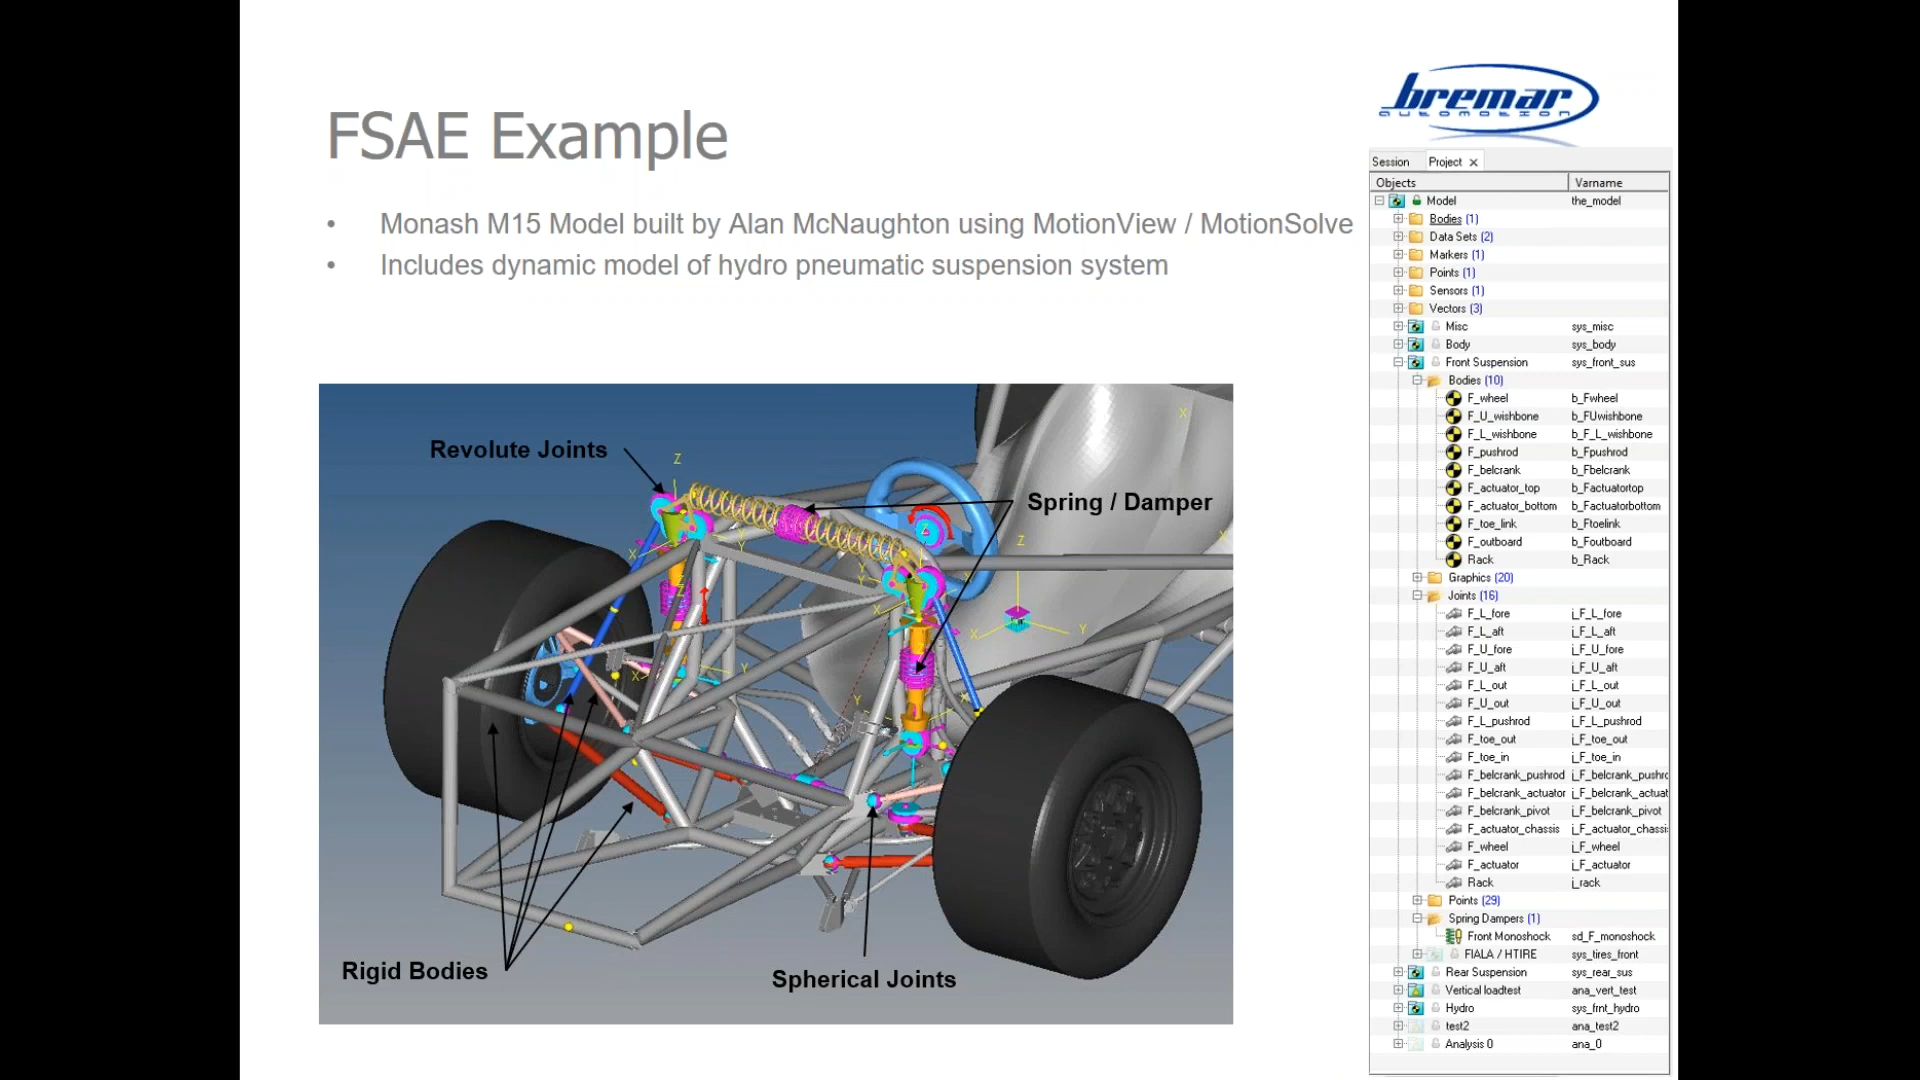 bremar
AUTOMOTION
FSAE Example
• Monash M15 Model built by Alan McNaughton using MotionView / MotionSolve
• Includes dynamic model of hydro pneumatic suspension system
Revolute Joints
Spring / Damper
Rigid Bodies
Spherical Joints
Z
X
Z
X
Y
Session Project x
Objects Varname
Model the_model
Bodies (1)
Data Sets (2)
Markers (1)
Points (1)
Sensors (1)
Vectors (3)
Misc sys_misc
Body sys_body
Front Suspension sys_front_sus
Bodies (10)
F_wheel b_Fwheel
F_U_wishbone b_FUwishbone
F_L_wishbone b_F_L_wishbone
F_pushrod b_Fpushrod
F_belcrank b_Fbelcrank
F_actuator_top b_Factuatortop
F_actuator_bottom b_Factuatorbottom
F_toe_link b_Ftoelink
F_outboard b_Foutboard
Rack b_Rack
Graphics (20)
Joints (16)
F_L_fore j_F_L_fore
F_L_aft j_F_L_aft
F_U_fore j_F_U_fore
F_U_aft j_F_U_aft
F_L_out j_F_L_out
F_U_out j_F_U_out
F_L_pushrod j_F_L_pushrod
F_toe_out j_F_toe_out
F_toe_in j_F_toe_in
F_belcrank_pushrod j_F_belcrank_pushrc
F_belcrank_actuator j_F_belcrank_actuat
F_belcrank_pivot j_F_belcrank_pivot
F_actuator_chassis j_F_actuator_chassi
F_wheel j_F_wheel
F_actuator j_F_actuator
Rack j_rack
Points (29)
Spring Dampers (1)
Front Monoshock sd_F_monoshock
FIALA / HTIRE sys_tires_front
Rear Suspension sys_rear_sus
Vertical loadtest ana_vert_test
Hydro sys_frnt_hydro
test2 ana_test2
Analysis 0 ana_0